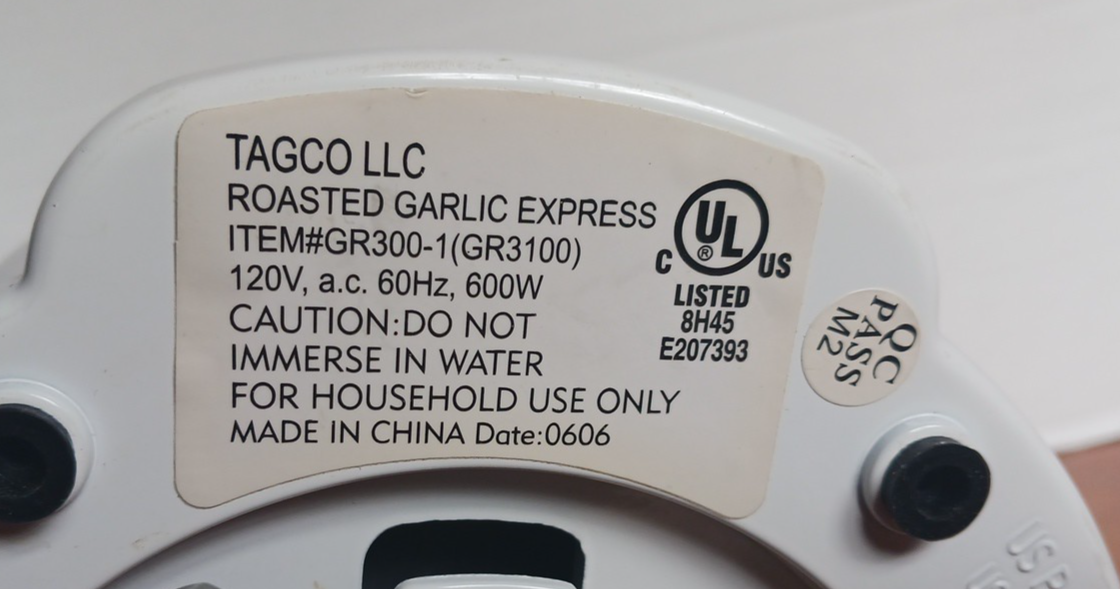 TAGCO LLC
ROASTED GARLIC EXPRESS
ITEM#GR300-1(GR3100)
120V, a.c. 60Hz, 600W
CAUTION:DO NOT
IMMERSE IN WATER
FOR HOUSEHOLD USE ONLY
MADE IN CHINA Date:0606
C UL® US
LISTED
8H45
E207393
QC
PASS
M2
US P